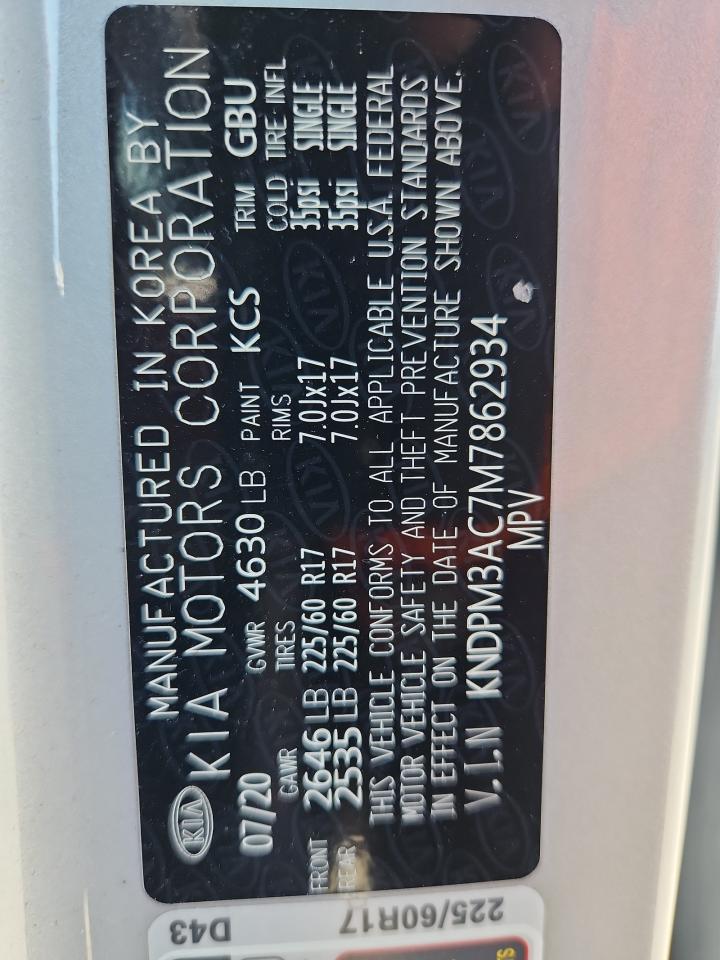 MANUFACTURED IN KOREA BY
KIA KIA MOTORS CORPORATION
07/20 GVWR 4630 LB PAINT KCS TRIM GBU
GAWR TIRES RIMS COLD TIRE INFL
FRONT 2646 LB 225/60 R17 7.0Jx17 35psi SINGLE
REAR 2535 LB 225/60 R17 7.0Jx17 35psi SINGLE
THIS VEHICLE CONFORMS TO ALL APPLICABLE U.S.A. FEDERAL
MOTOR VEHICLE SAFETY AND THEFT PREVENTION STANDARDS
IN EFFECT ON THE DATE OF MANUFACTURE SHOWN ABOVE.
V.I.N KNDPM3AC7M7862934
MPV
D43
225/60R17